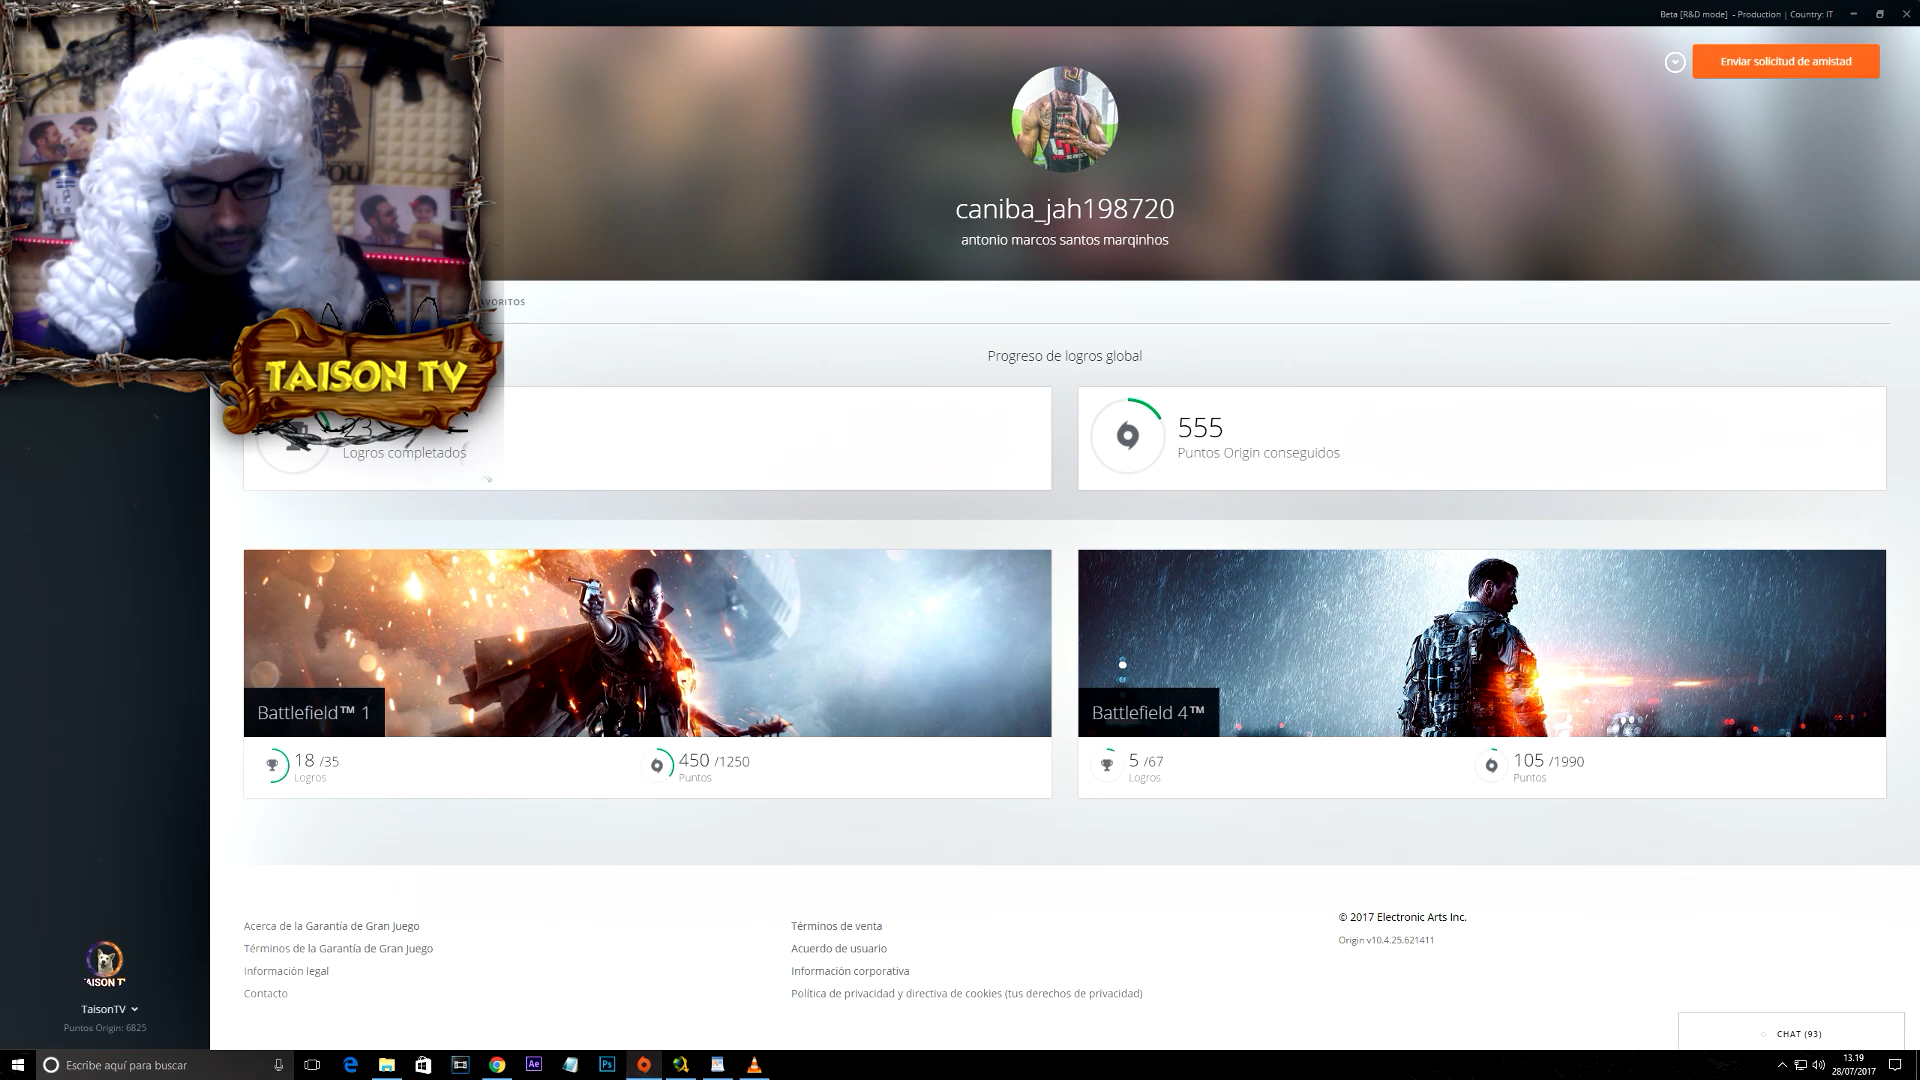 Beta [R&D mode] - Production | Country: IT
Enviar solicitud de amistad
YOU
caniba_jah198720
antonio marcos santos marqinhos
AVORITOS
TAISON TV
Progreso de logros global
23
Logros completados
555
Puntos Origin conseguidos
Battlefield™ 1
18 /35
Logros
450 /1250
Puntos
Battlefield 4™
5 /67
Logros
105 /1990
Puntos
Acerca de la Garantía de Gran Juego
Términos de la Garantía de Gran Juego
Información legal
Contacto
Términos de venta
Acuerdo de usuario
Información corporativa
Política de privacidad y directiva de cookies (tus derechos de privacidad)
© 2017 Electronic Arts Inc.
Origin v10.4.25.621411
AISON T
TaisonTV
Puntos Origin: 6825
CHAT (93)
Escribe aquí para buscar
Ae
Ps
13.19
28/07/2017